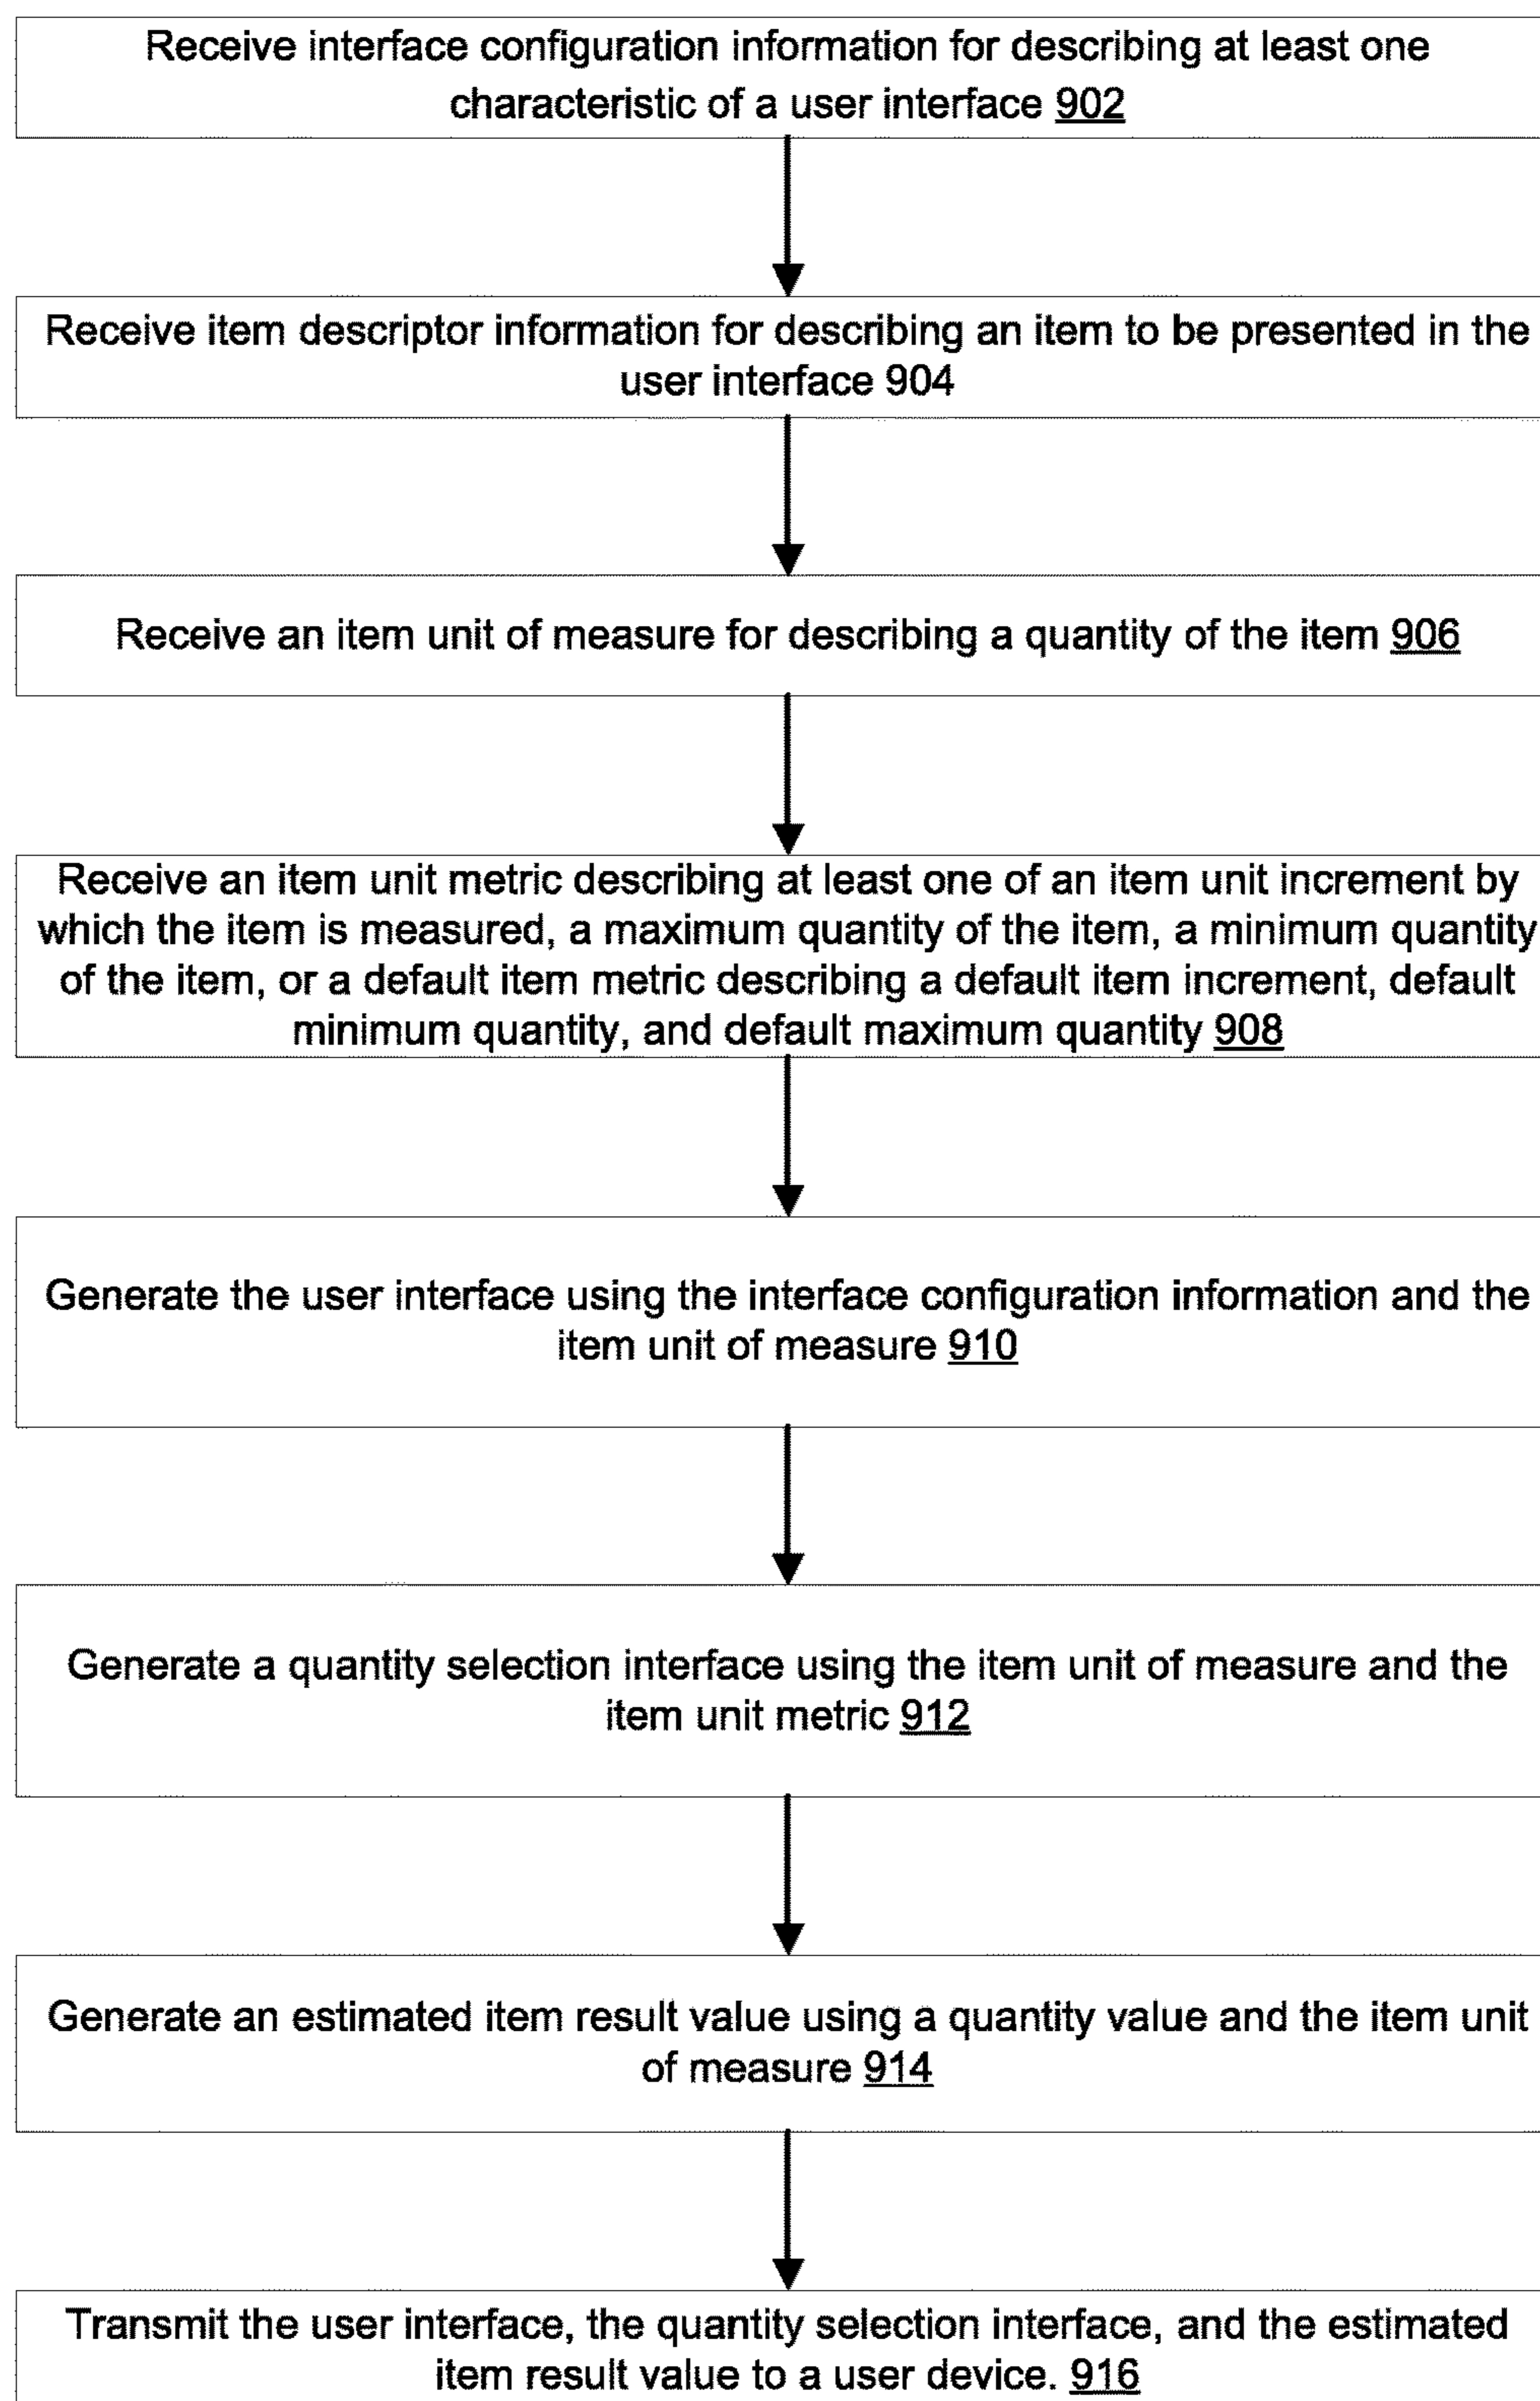 Receive interface configuration information for describing at least one
characteristic of a user interface 902
Receive item descriptor information for describing an item to be presented in the
user interface 904
Receive an item unit of measure for describing a quantity of the item 906
Receive an item unit metric describing at least one of an item unit increment by
which the item is measured, a maximum quantity of the item, a minimum quantity
of the item, or a default item metric describing a default item increment, default
minimum quantity, and default maximum quantity 908
Generate the user interface using the interface configuration information and the
item unit of measure 910
Generate a quantity selection interface using the item unit of measure and the
item unit metric 912
Generate an estimated item result value using a quantity value and the item unit
of measure 914
Transmit the user interface, the quantity selection interface, and the estimated
item result value to a user device. 916